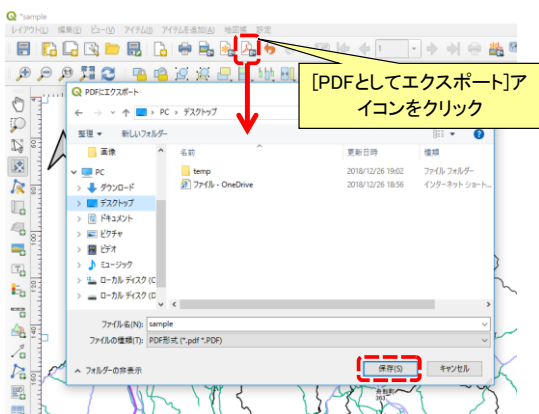 *sample
レイアウト(L) 編集(E) ビュー(V) アイテム(I) アイテムを追加(A) 地図帳 設定
1
[PDFとしてエクスポート]ア
イコンをクリック
PDFにエクスポート
PC › デスクトップ
整理 新しいフォルダー
画像
名前 更新日時 種類
PC
temp 2018/12/26 19:02 ファイル フォルダー
ダウンロード
ファイル - OneDrive 2018/12/26 18:56 インターネット ショート...
デスクトップ
ドキュメント
ピクチャ
ビデオ
ミュージック
ローカル ディスク (C
ローカル ディスク (D
ファイル名(N): sample
ファイルの種類(T): PDF形式 (*.pdf *.PDF)
フォルダーの非表示
保存(S) キャンセル